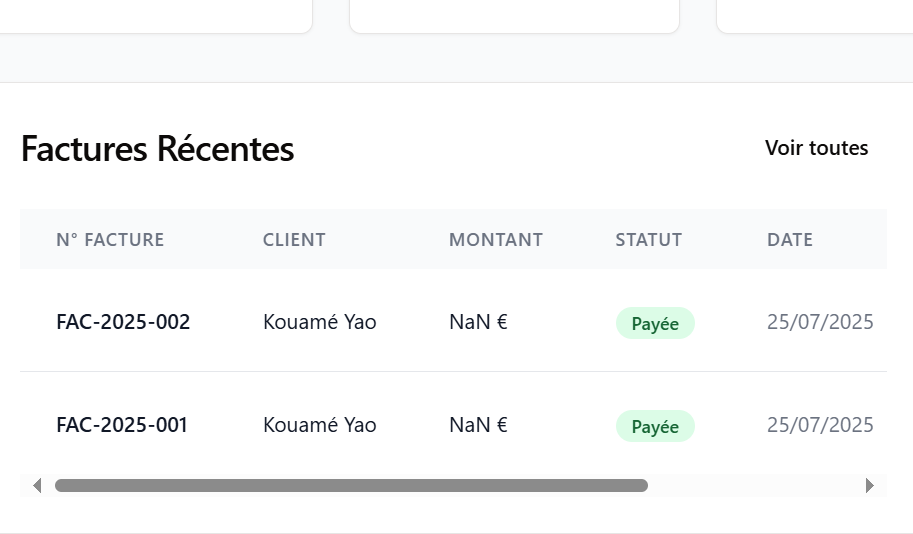 Factures Récentes
Voir toutes
N° FACTURE CLIENT MONTANT STATUT DATE
FAC-2025-002 Kouamé Yao NaN € Payée 25/07/2025
FAC-2025-001 Kouamé Yao NaN € Payée 25/07/2025